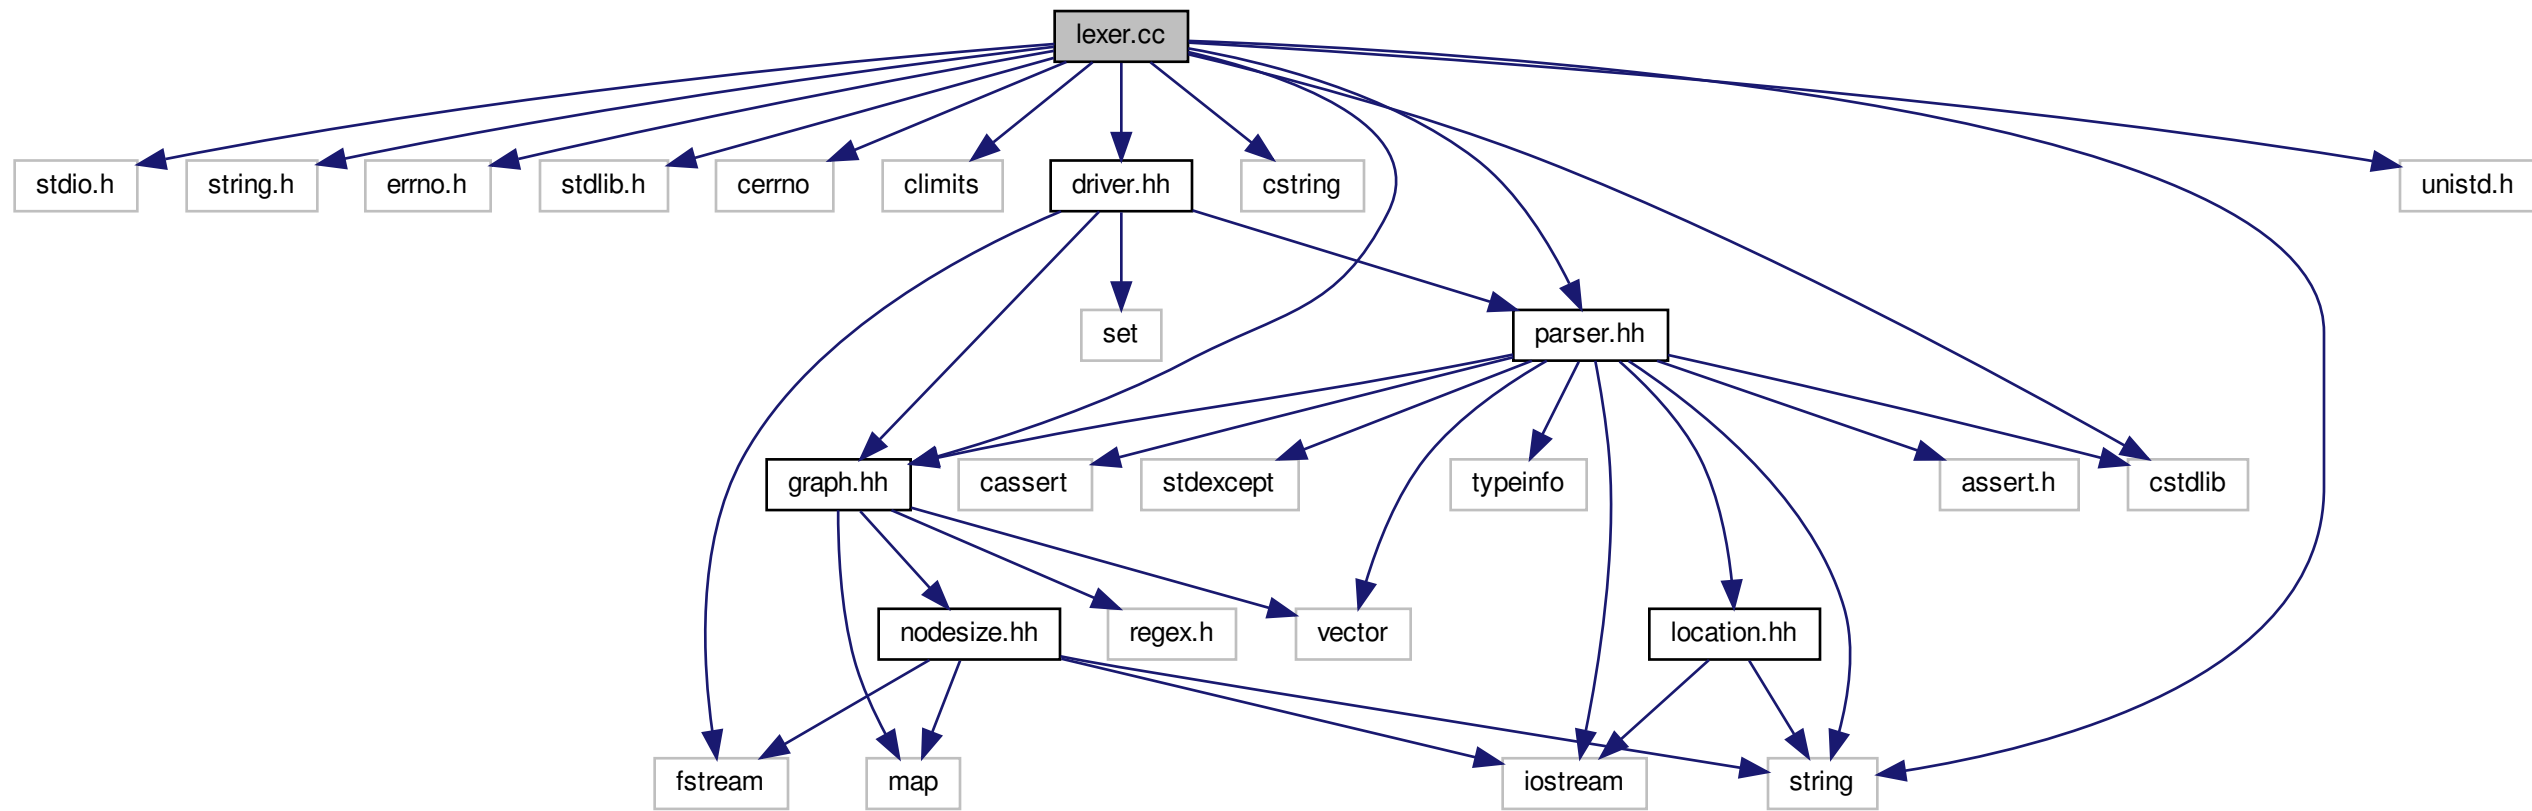 lexer.cc
stdio.h
string.h
errno.h
stdlib.h
cerrno
climits
driver.hh
cstring
unistd.h
set
parser.hh
graph.hh
cassert
stdexcept
typeinfo
assert.h
cstdlib
nodesize.hh
regex.h
vector
location.hh
fstream
map
iostream
string